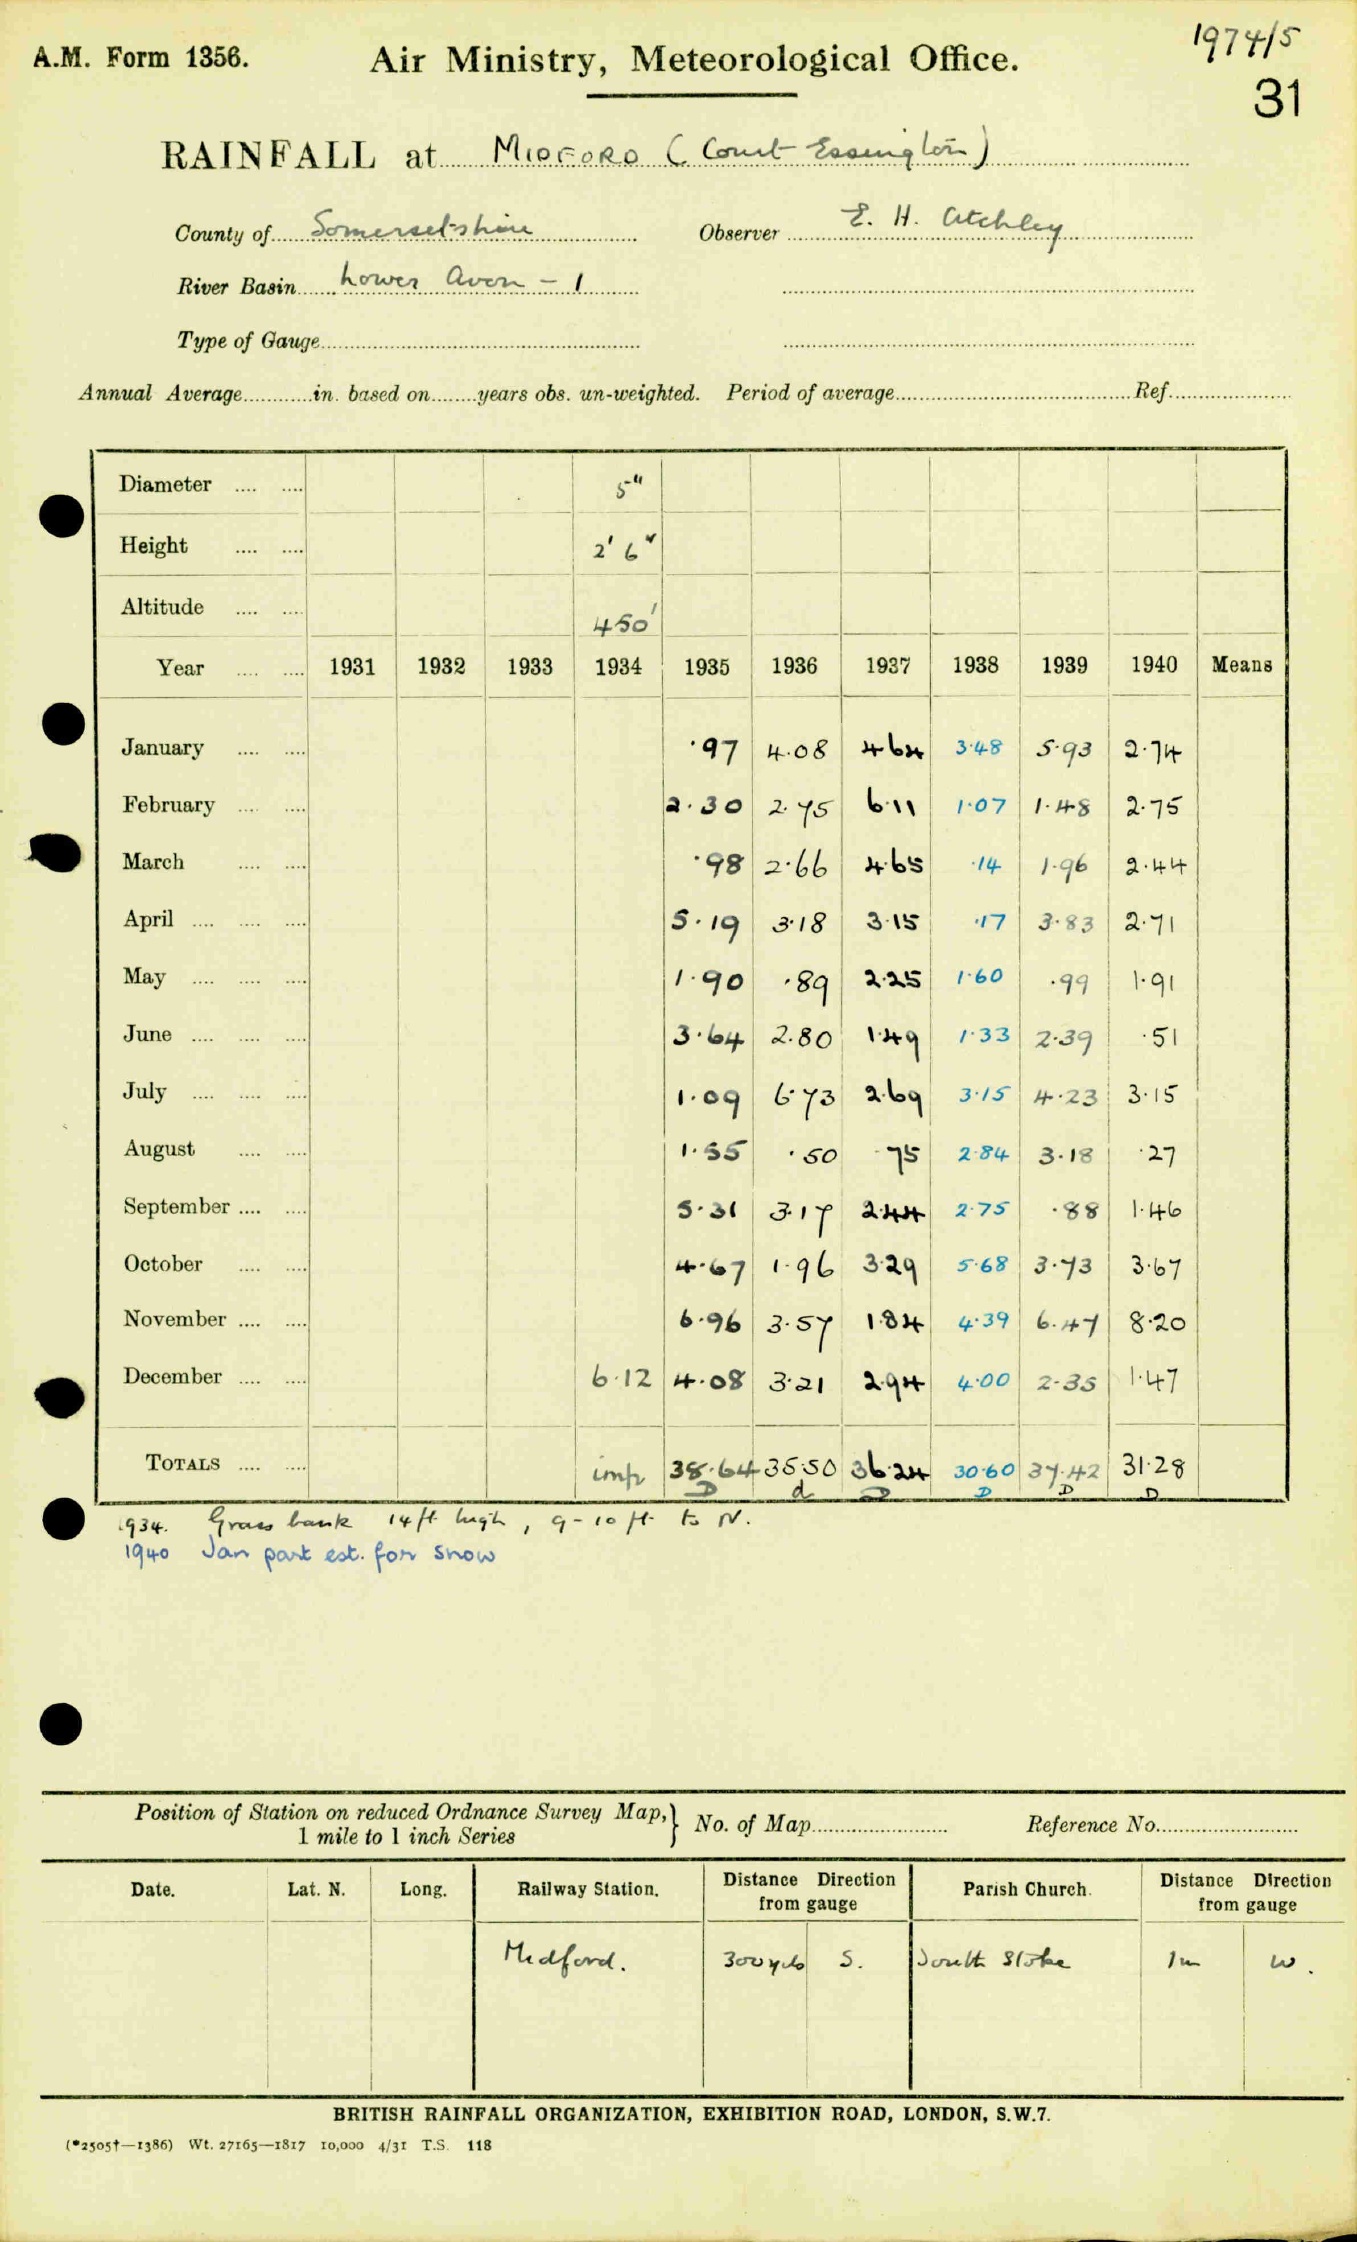 A.M. Form 1356.
Air Ministry, Meteorological Office.
1974/5
31
RAINFALL at Midford (Court Essington)
County of Somersetshire Observer E. H. Atchley
River Basin Lower Avon - 1
Type of Gauge
Annual Average in. based on years obs. un-weighted. Period of average Ref.
Diameter 5"
Height 2' 6"
Altitude 450'
Year 1931 1932 1933 1934 1935 1936 1937 1938 1939 1940 Means
January ·97 4·08 4·64 3·48 5·93 2·74
February 2·30 2·75 6·11 1·07 1·48 2·75
March ·98 2·66 4·65 ·14 1·96 2·44
April 5·19 3·18 3·15 ·17 3·83 2·71
May 1·90 ·89 2·25 1·60 ·99 1·91
June 3·64 2·80 1·49 1·33 2·39 ·51
July 1·09 6·73 2·69 3·15 4·23 3·15
August 1·55 ·50 ·75 2·84 3·18 ·27
September 5·31 3·17 2·44 2·75 ·88 1·46
October 4·67 1·96 3·29 5·68 3·73 3·67
November 6·96 3·57 1·84 4·39 6·47 8·20
December 6·12 4·08 3·21 2·94 4·00 2·35 1·47
TOTALS imp 38·64 35·50 36·24 30·60 37·42 31·28
D d D D D D
1934. Grass bank 14 ft high, 9-10 ft to N.
1940 Jan part est. for snow
Position of Station on reduced Ordnance Survey Map,} No. of Map Reference No.
1 mile to 1 inch Series
Date. Lat. N. Long. Railway Station. Distance Direction from gauge Parish Church. Distance Direction from gauge
Midford. 300 yds S. South Stoke 1m W.
BRITISH RAINFALL ORGANIZATION, EXHIBITION ROAD, LONDON, S.W.7.
(*2505†—1386) Wt. 27165—1817 10,000 4/31 T.S. 118